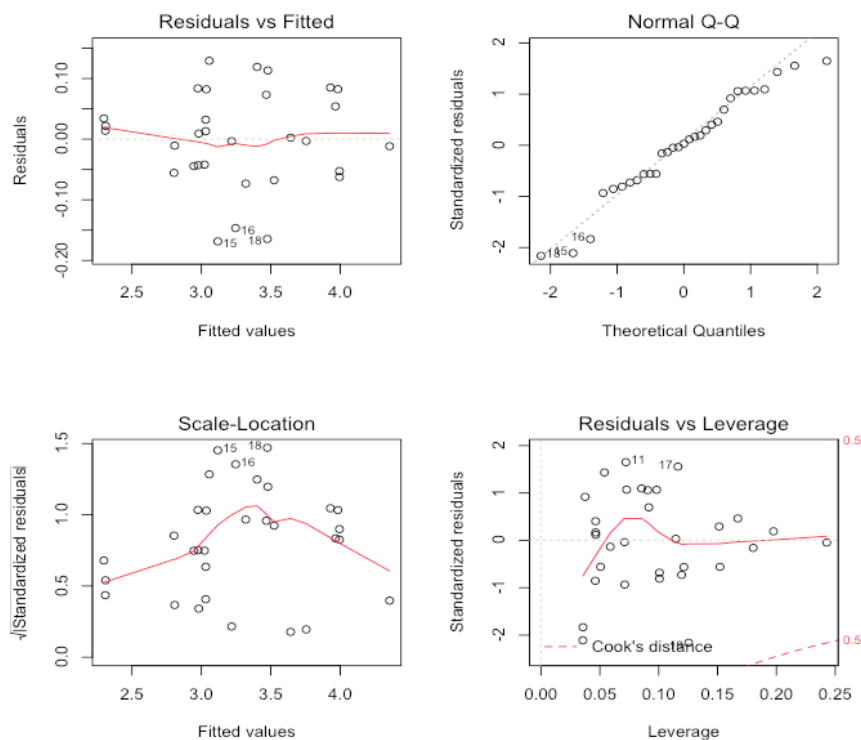 Residuals vs Fitted
Residuals
0.10
0.00
-0.10
-0.20
15
16
18
2.5 3.0 3.5 4.0
Fitted values
Normal Q-Q
Standardized residuals
2
1
0
-1
-2
18
15
16
-2 -1 0 1 2
Theoretical Quantiles
Scale-Location
√|Standardized residuals|
1.5
1.0
0.5
0.0
15
18
16
2.5 3.0 3.5 4.0
Fitted values
Residuals vs Leverage
Standardized residuals
2
1
0
-1
-2
11
17
18
0.5
0.5
Cook's distance
0.00 0.05 0.10 0.15 0.20 0.25
Leverage